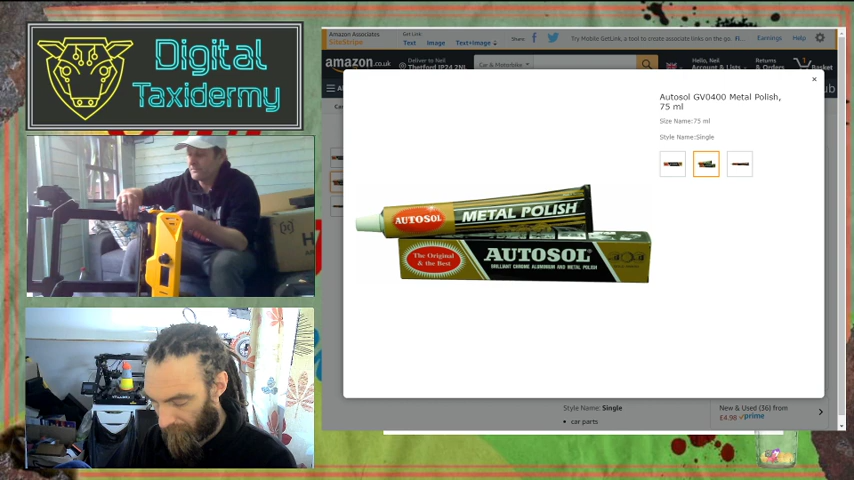 Digital
Taxidermy
Amazon Associates
SiteStripe
Get Link:
Text Image Text+Image
Share:
Try Mobile GetLink, a tool to create associate links on the go.
Earnings Help
amazon.co.uk
Deliver to Neil
Thetford IP24 2NL
Car & Motorbike
Hello, Neil
Account & Lists
Returns
& Orders
1
Basket
Autosol GV0400 Metal Polish,
75 ml
Size Name:75 ml
Style Name:Single
AUTOSOL METAL POLISH
The Original
& the Best
AUTOSOL
BRILLIANT CHROME ALUMINIUM AND METAL POLISH
Style Name: Single
car parts
New & Used (36) from
£4.98 prime